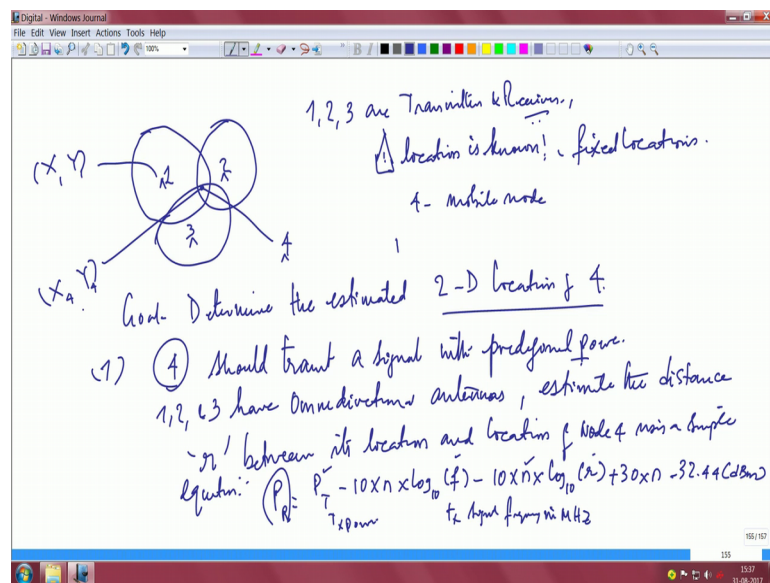 Digital - Windows Journal
File Edit View Insert Actions Tools Help
100%
1,2,3 are Transmitters & Receivers,
! location is known! - fixed locations.
4 - mobile node
(X, Y)
1
2
3
4
(X4, Y4)
Goal- Determine the estimated 2-D location of 4.
(1) 4 should transt a signal with predefined power.
1,2,&3 have omnidirectional antennas, estimate the distance
'r' between its location and location of Node 4 using a simple
equation: PR = PT - 10×n×log10(f) - 10×n×log10(r) + 30×n - 32.44 (dBm)
Tx power
tx signal frequency in MHz
155/157
155
15:37
31-08-2017